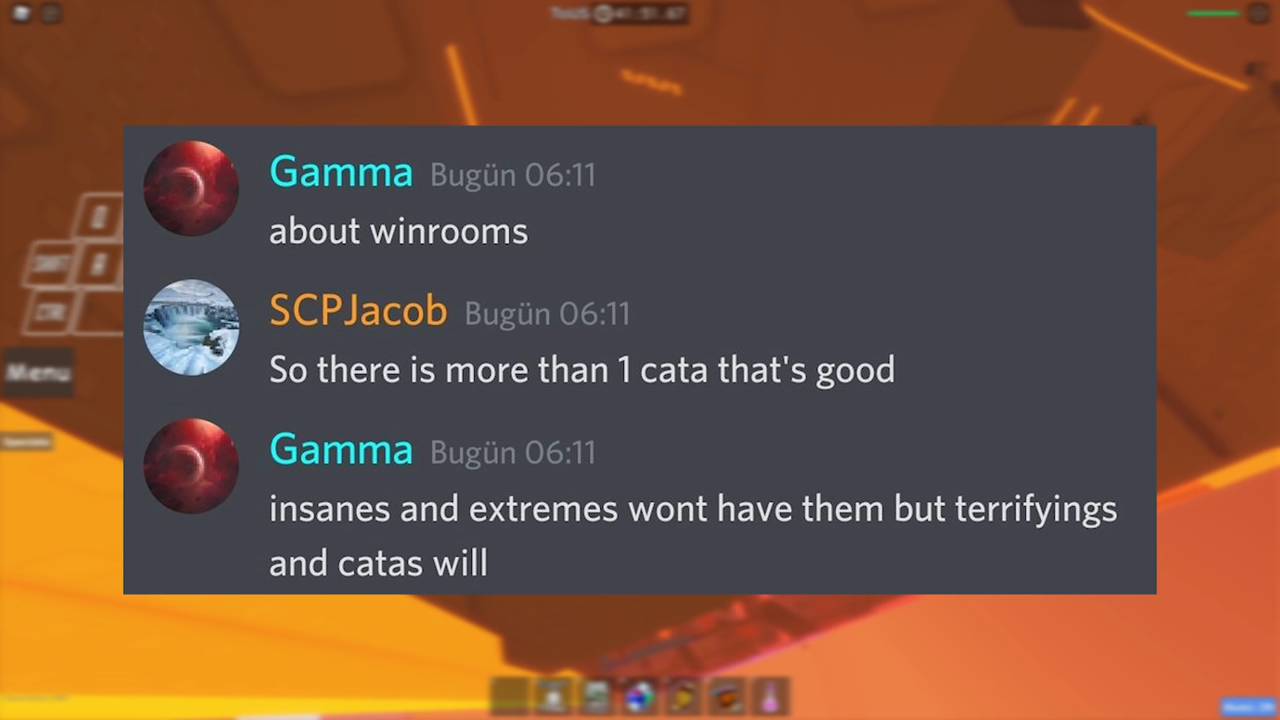 Gamma Bugün 06:11
about winrooms
SCPJacob Bugün 06:11
So there is more than 1 cata that's good
Gamma Bugün 06:11
insanes and extremes wont have them but terrifyings
and catas will
Menu